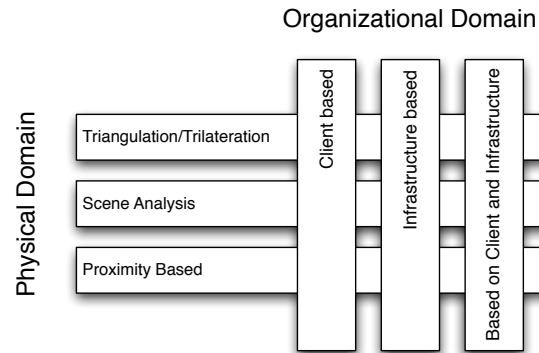 Organizational Domain
Physical Domain
Triangulation/Trilateration
Scene Analysis
Proximity Based
Client based
Infrastructure based
Based on Client and Infrastructure